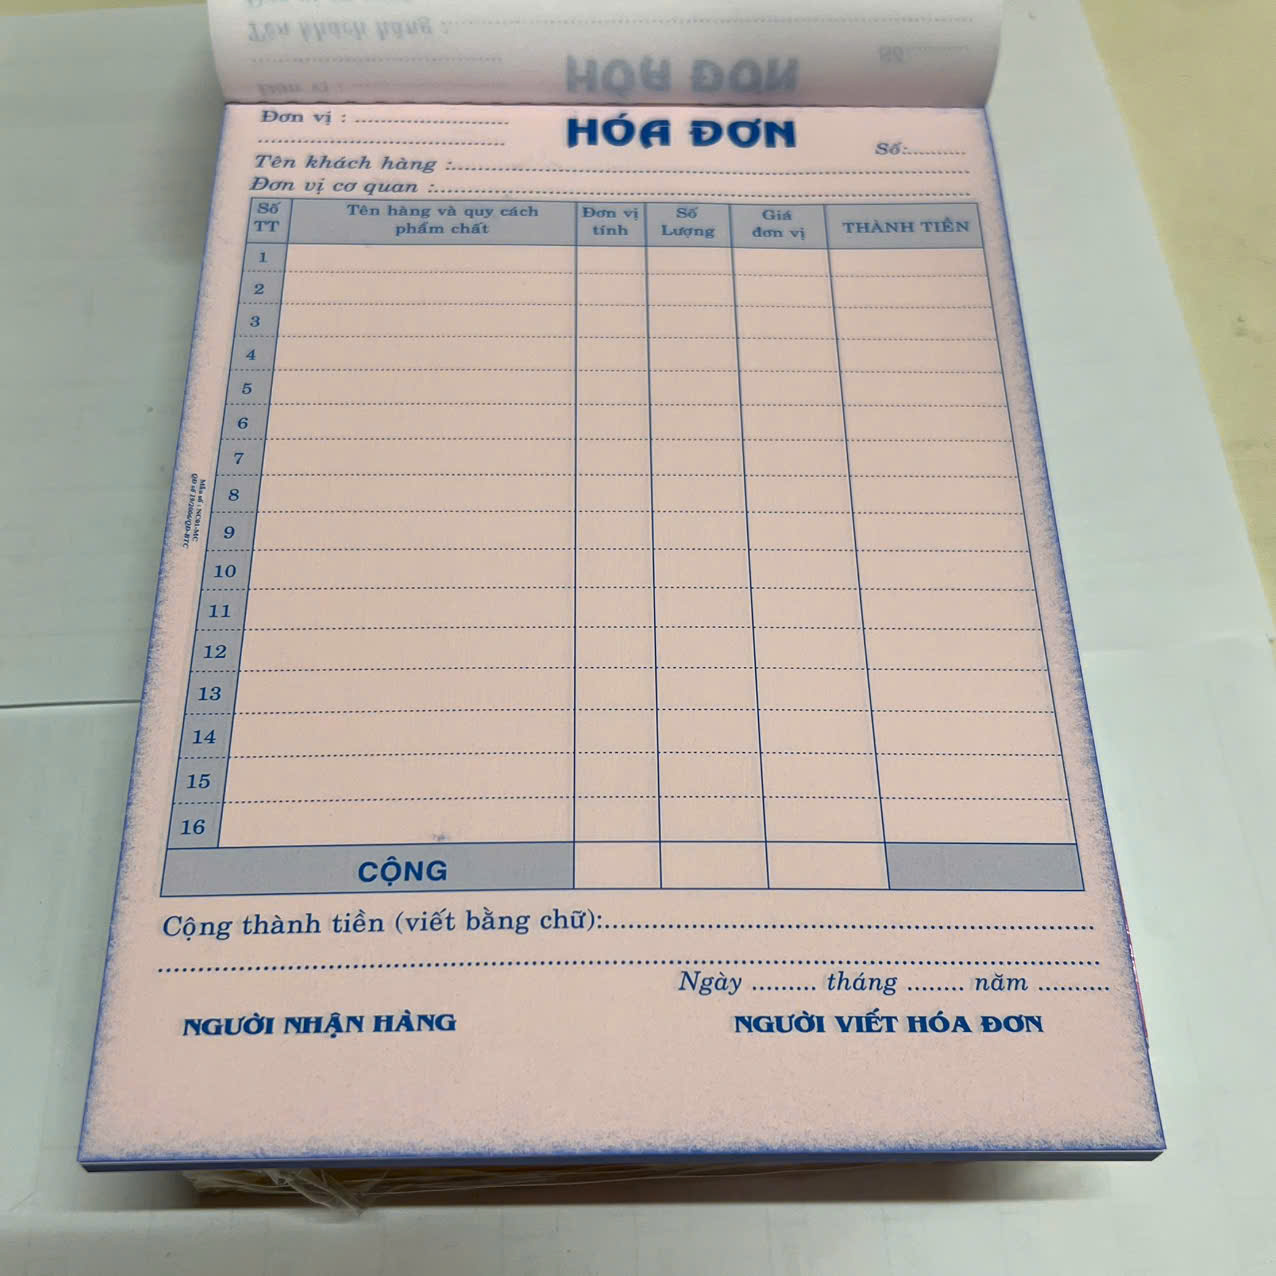 Đơn vị : ........................
HÓA ĐƠN
Số:..........
Tên khách hàng :..........
Đơn vị cơ quan :..........
Số TT
Tên hàng và quy cách phẩm chất
Đơn vị tính
Số Lượng
Giá đơn vị
THÀNH TIỀN
1
2
3
4
5
6
7
8
9
10
11
12
13
14
15
16
CỘNG
Cộng thành tiền (viết bằng chữ):..........
Ngày ......... tháng ........ năm ..........
NGƯỜI NHẬN HÀNG
NGƯỜI VIẾT HÓA ĐƠN